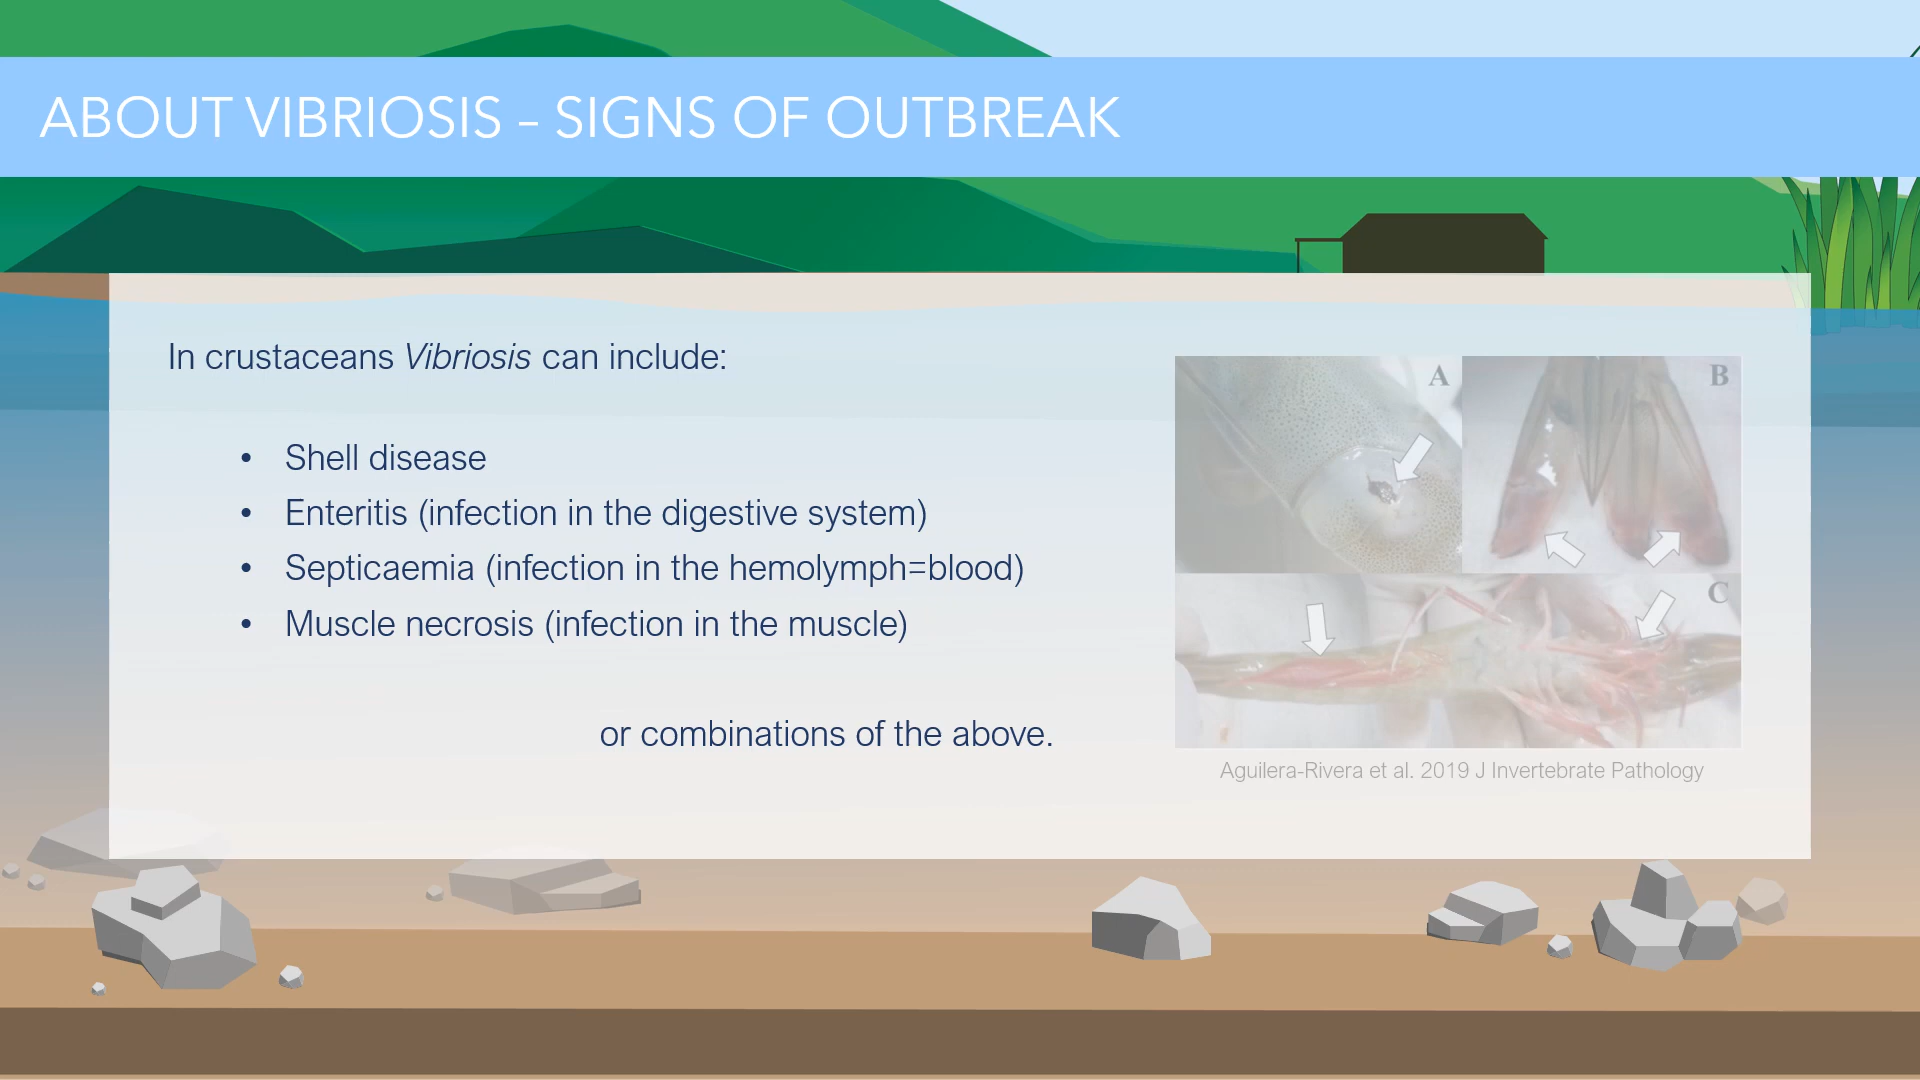 ABOUT VIBRIOSIS – SIGNS OF OUTBREAK
In crustaceans Vibriosis can include:
• Shell disease
• Enteritis (infection in the digestive system)
• Septicaemia (infection in the hemolymph=blood)
• Muscle necrosis (infection in the muscle)
or combinations of the above.
A
B
C
Aguilera-Rivera et al. 2019 J Invertebrate Pathology